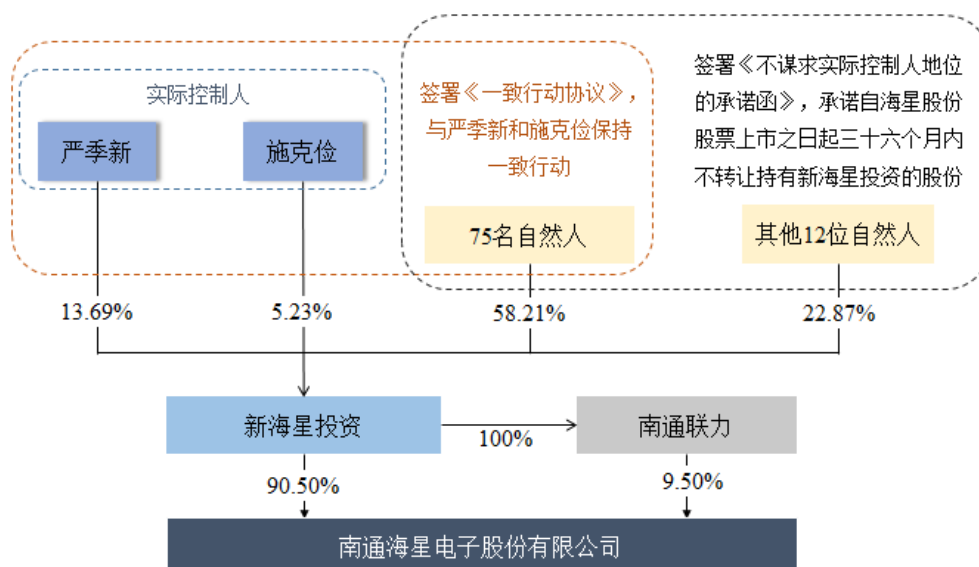 实际控制人
严季新
施克俭
签署《一致行动协议》，
与严季新和施克俭保持
一致行动
75名自然人
签署《不谋求实际控制人地位
的承诺函》，承诺自海星股份
股票上市之日起三十六个月内
不转让持有新海星投资的股份
其他12位自然人
13.69%
5.23%
58.21%
22.87%
新海星投资
100%
南通联力
90.50%
9.50%
南通海星电子股份有限公司